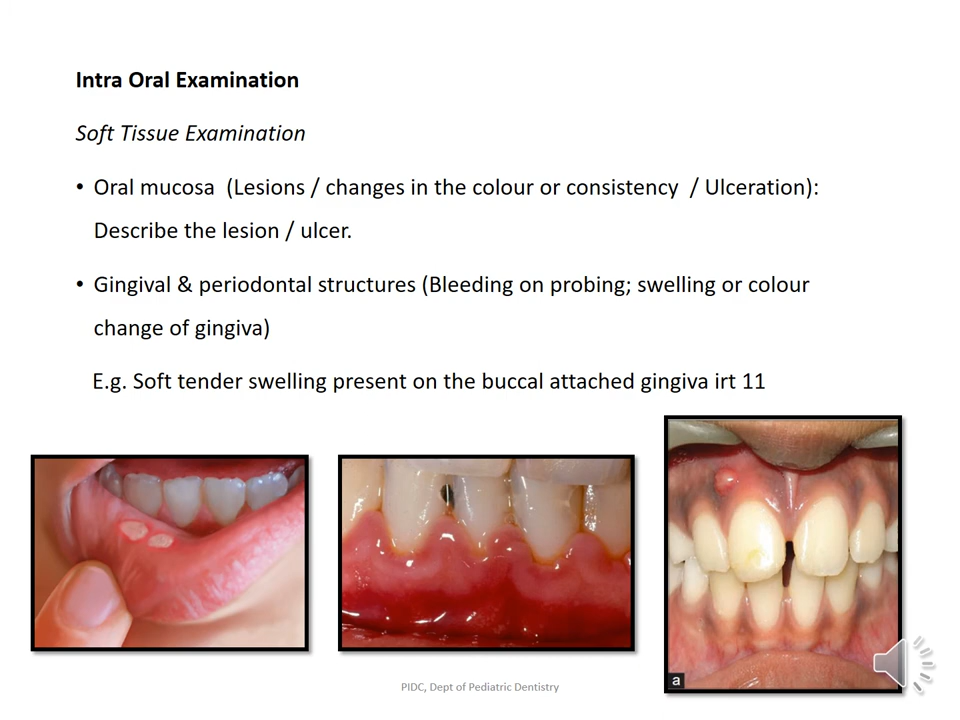 Intra Oral Examination
Soft Tissue Examination
• Oral mucosa (Lesions / changes in the colour or consistency / Ulceration):
Describe the lesion / ulcer.
• Gingival & periodontal structures (Bleeding on probing; swelling or colour
change of gingiva)
E.g. Soft tender swelling present on the buccal attached gingiva irt 11
a
PIDC, Dept of Pediatric Dentistry